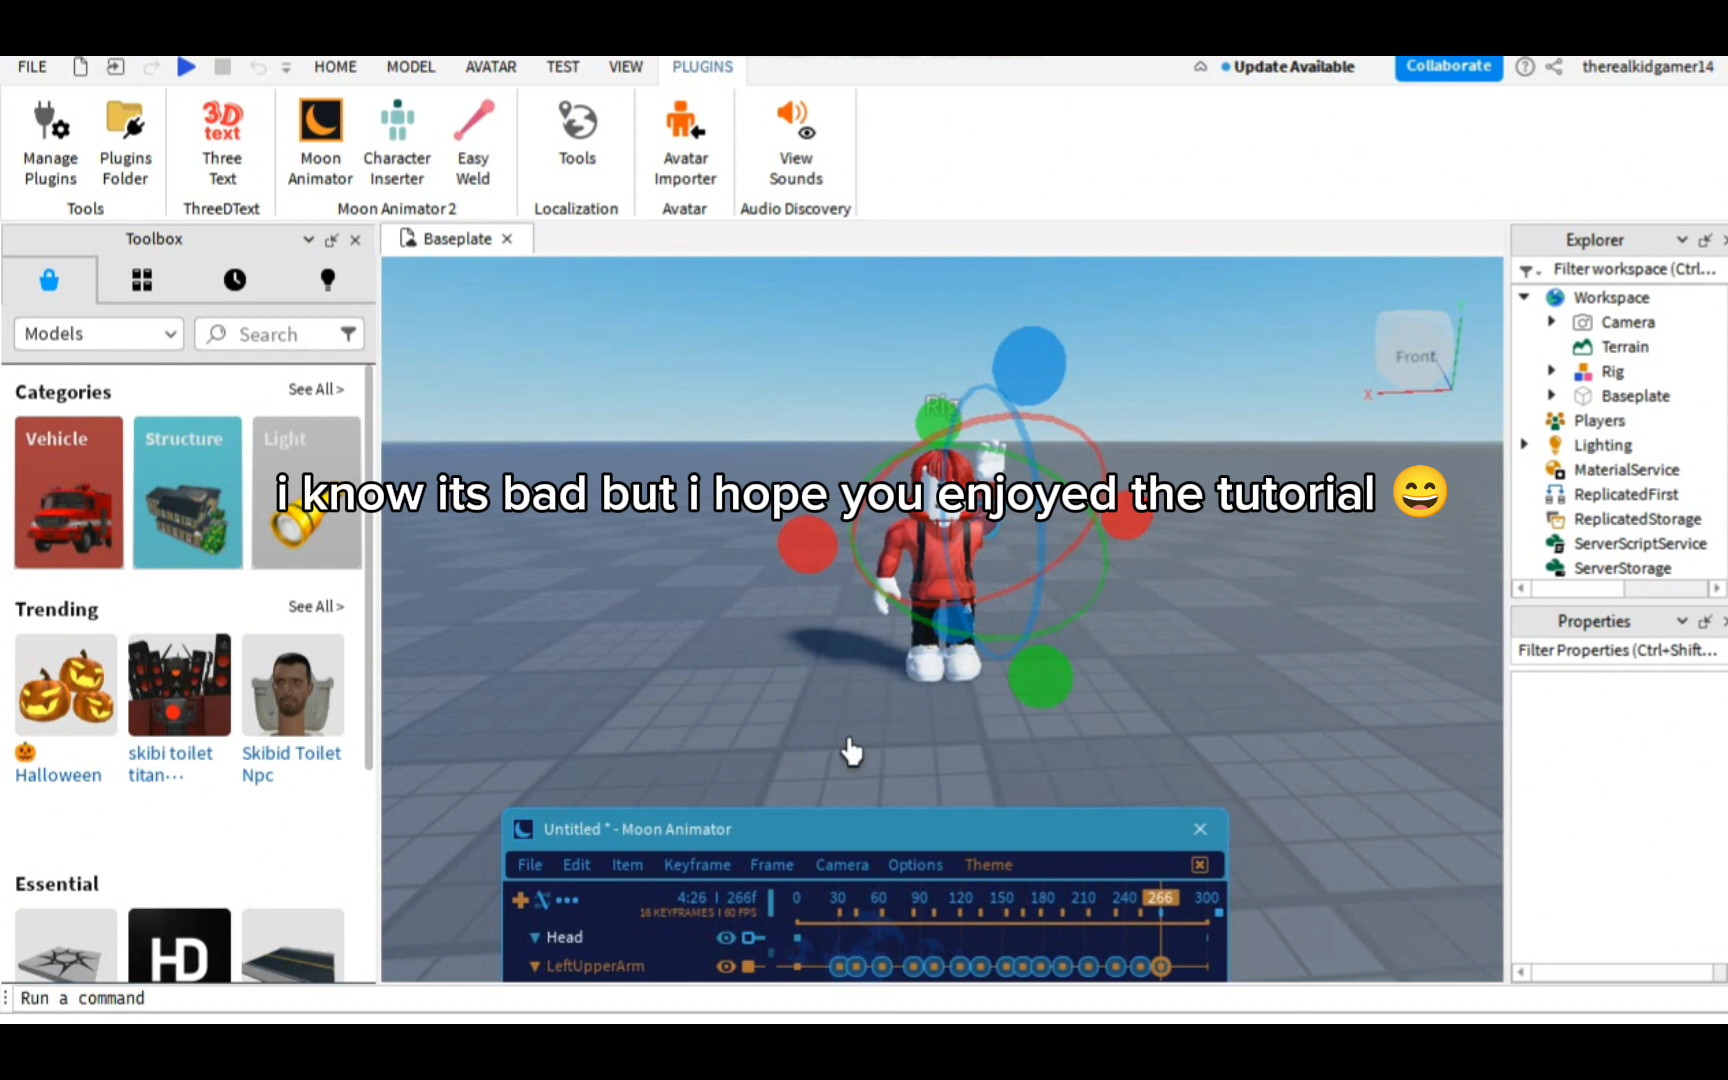 FILE HOME MODEL AVATAR TEST VIEW PLUGINS Update Available Collaborate therealkidgamer14
3D text
Manage Plugins
Plugins Folder
Three Text
Moon Animator
Character Inserter
Easy Weld
Tools
Avatar Importer
View Sounds
Tools ThreeDText Moon Animator 2 Localization Avatar Audio Discovery
Toolbox
Baseplate
Models
Search
Categories
See All >
Vehicle
Structure
Light
Trending
See All >
🎃 Halloween
skibi toilet titan...
Skibid Toilet Npc
Essential
HD
Rig
Front
X
i know its bad but i hope you enjoyed the tutorial 😄
Untitled * - Moon Animator
File Edit Item Keyframe Frame Camera Options Theme
4:26 | 266f
16 KEYFRAMES | 60 FPS
0 30 60 90 120 150 180 210 240 266 300
Head
LeftUpperArm
Explorer
Filter workspace (Ctrl...
Workspace
Camera
Terrain
Rig
Baseplate
Players
Lighting
MaterialService
ReplicatedFirst
ReplicatedStorage
ServerScriptService
ServerStorage
Properties
Filter Properties (Ctrl+Shift...
Run a command